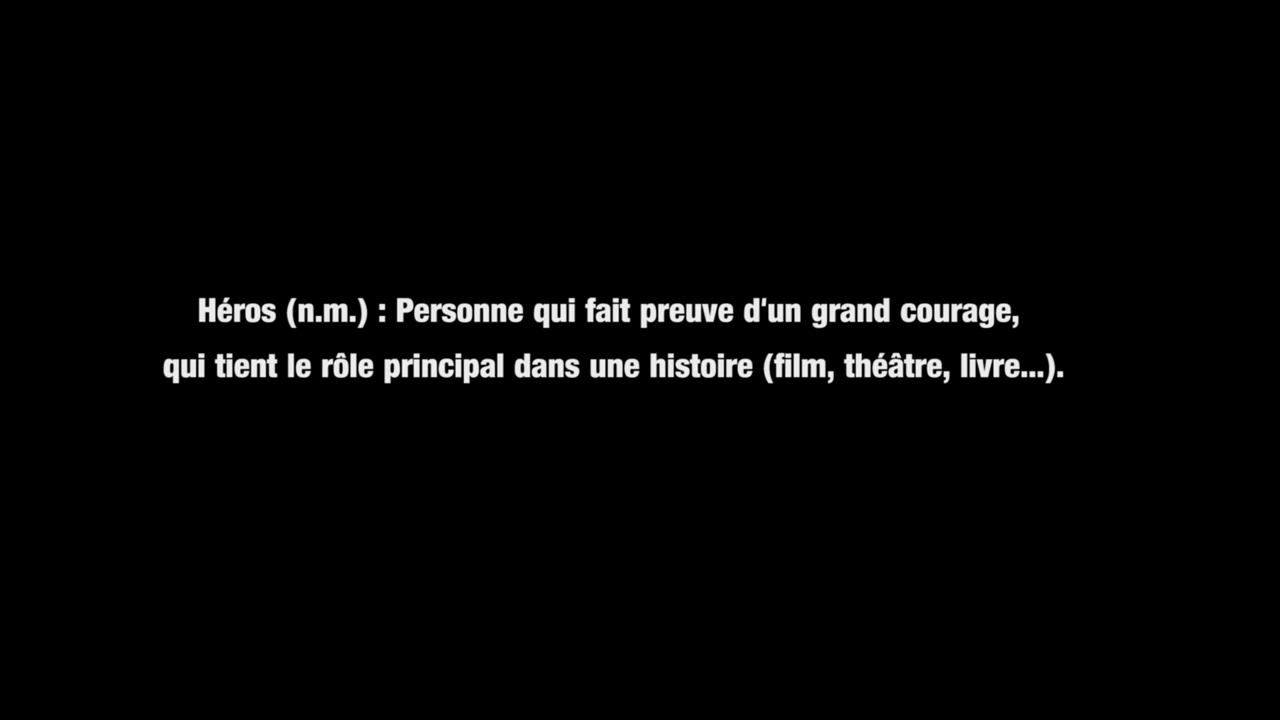 Héros (n.m.) : Personne qui fait preuve d'un grand courage,
qui tient le rôle principal dans une histoire (film, théâtre, livre...).